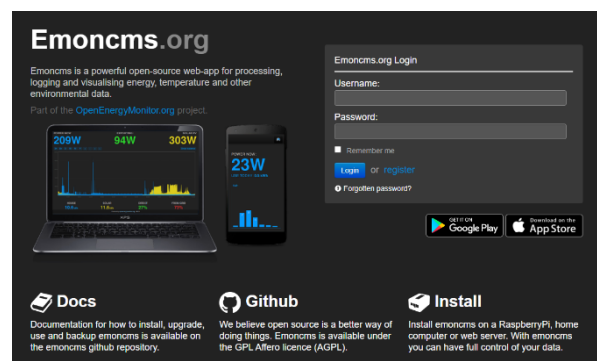 Emoncms.org
Emoncms is a powerful open-source web-app for processing,
logging and visualising energy, temperature and other
environmental data.
Part of the OpenEnergyMonitor.org project.
209W
94W
303W
POWER NOW
23W
Emoncms.org Login
Username:
Password:
Remember me
Login or register
Forgotten password?
GET IT ON
Google Play
Download on the
App Store
Docs
Documentation for how to install, upgrade,
use and backup emoncms is available on
the emoncms github repository.
Github
We believe open source is a better way of
doing things. Emoncms is available under
the GPL Affero licence (AGPL).
Install
Install emoncms on a RaspberryPi, home
computer or web server. With emoncms
you can have full control of your data.